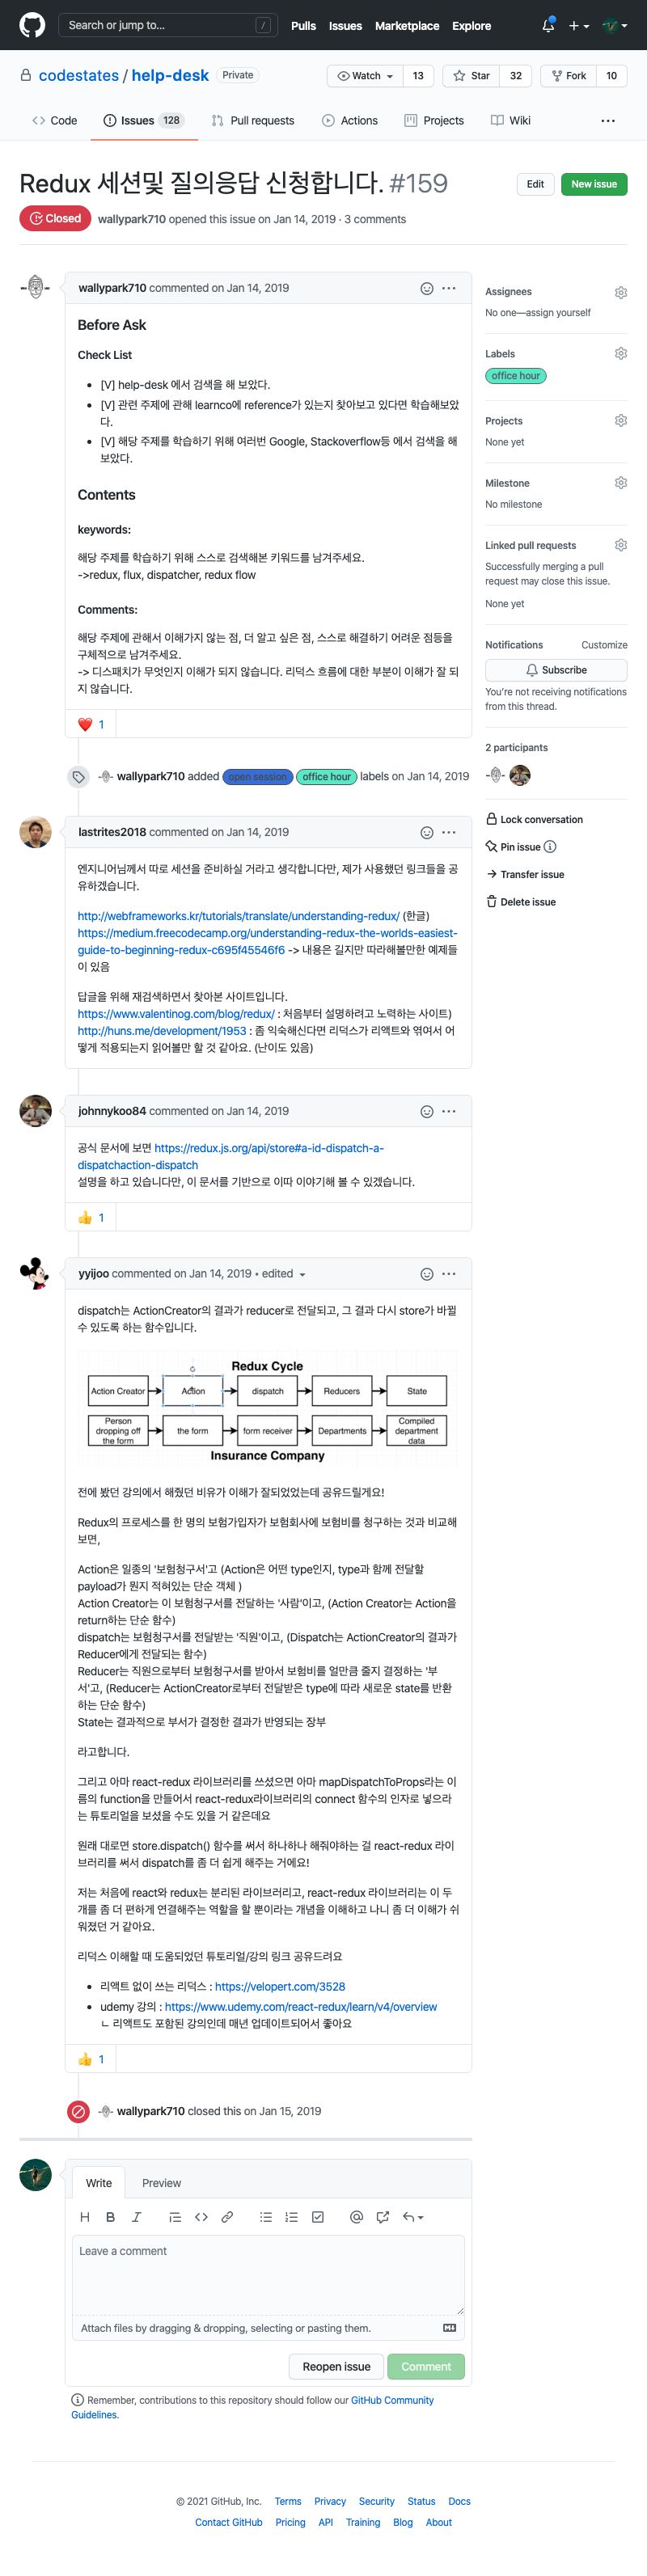 Search or jump to... /
Pulls Issues Marketplace Explore
codestates / help-desk Private
Watch 13 Star 32 Fork 10
Code Issues 128 Pull requests Actions Projects Wiki ...
Redux 세션및 질의응답 신청합니다. #159
Edit New issue
Closed wallypark710 opened this issue on Jan 14, 2019 · 3 comments
wallypark710 commented on Jan 14, 2019
Before Ask
Check List
[V] help-desk 에서 검색을 해 보았다.
[V] 관련 주제에 관해 learnco에 reference가 있는지 찾아보고 있다면 학습해보았
다.
[V] 해당 주제를 학습하기 위해 여러번 Google, Stackoverflow등 에서 검색을 해
보았다.
Contents
keywords:
해당 주제를 학습하기 위해 스스로 검색해본 키워드를 남겨주세요.
->redux, flux, dispatcher, redux flow
Comments:
해당 주제에 관해서 이해가지 않는 점, 더 알고 싶은 점, 스스로 해결하기 어려운 점등을
구체적으로 남겨주세요.
-> 디스패치가 무엇인지 이해가 되지 않습니다. 리덕스 흐름에 대한 부분이 이해가 잘 되
지 않습니다.
1
Assignees
No one—assign yourself
Labels
office hour
Projects
None yet
Milestone
No milestone
Linked pull requests
Successfully merging a pull
request may close this issue.
None yet
Notifications Customize
Subscribe
You're not receiving notifications
from this thread.
2 participants
Lock conversation
Pin issue
Transfer issue
Delete issue
wallypark710 added open session office hour labels on Jan 14, 2019
lastrites2018 commented on Jan 14, 2019
엔지니어님께서 따로 세션을 준비하실 거라고 생각합니다만, 제가 사용했던 링크들을 공
유하겠습니다.
http://webframeworks.kr/tutorials/translate/understanding-redux/ (한글)
https://medium.freecodecamp.org/understanding-redux-the-worlds-easiest-
guide-to-beginning-redux-c695f45546f6 -> 내용은 길지만 따라해볼만한 예제들
이 있음
답글을 위해 재검색하면서 찾아본 사이트입니다.
https://www.valentinog.com/blog/redux/ : 처음부터 설명하려고 노력하는 사이트)
http://huns.me/development/1953 : 좀 익숙해신다면 리덕스가 리액트와 엮여서 어
떻게 적용되는지 읽어볼만 할 것 같아요. (난이도 있음)
johnnykoo84 commented on Jan 14, 2019
공식 문서에 보면 https://redux.js.org/api/store#a-id-dispatch-a-
dispatchaction-dispatch
설명을 하고 있습니다만, 이 문서를 기반으로 이따 이야기해 볼 수 있겠습니다.
1
yyijoo commented on Jan 14, 2019 • edited
dispatch는 ActionCreator의 결과가 reducer로 전달되고, 그 결과 다시 store가 바뀔
수 있도록 하는 함수입니다.
Redux Cycle
Action Creator Action dispatch Reducers State
Person dropping off the form the form form receiver Departments Compiled department data
Insurance Company
전에 봤던 강의에서 해줬던 비유가 이해가 잘되었었는데 공유드릴게요!
Redux의 프로세스를 한 명의 보험가입자가 보험회사에 보험비를 청구하는 것과 비교해
보면,
Action은 일종의 '보험청구서'고 (Action은 어떤 type인지, type과 함께 전달할
payload가 뭔지 적혀있는 단순 객체 )
Action Creator는 이 보험청구서를 전달하는 '사람'이고, (Action Creator는 Action을
return하는 단순 함수)
dispatch는 보험청구서를 전달받는 '직원'이고, (Dispatch는 ActionCreator의 결과가
Reducer에게 전달되는 함수)
Reducer는 직원으로부터 보험청구서를 받아서 보험비를 얼만큼 줄지 결정하는 '부
서'고, (Reducer는 ActionCreator로부터 전달받은 type에 따라 새로운 state를 반환
하는 단순 함수)
State는 결과적으로 부서가 결정한 결과가 반영되는 장부
라고합니다.
그리고 아마 react-redux 라이브러리를 쓰셨으면 아마 mapDispatchToProps라는 이
름의 function을 만들어서 react-redux라이브러리의 connect 함수의 인자로 넣으라
는 튜토리얼을 보셨을 수도 있을 거 같은데요
원래 대로면 store.dispatch() 함수를 써서 하나하나 해줘야하는 걸 react-redux 라이
브러리를 써서 dispatch를 좀 더 쉽게 해주는 거에요!
저는 처음에 react와 redux는 분리된 라이브러리고, react-redux 라이브러리는 이 두
개를 좀 더 편하게 연결해주는 역할을 할 뿐이라는 개념을 이해하고 나니 좀 더 이해가 쉬
워졌던 거 같아요.
리덕스 이해할 때 도움되었던 튜토리얼/강의 링크 공유드려요
리액트 없이 쓰는 리덕스 : https://velopert.com/3528
udemy 강의 : https://www.udemy.com/react-redux/learn/v4/overview
ㄴ 리액트도 포함된 강의인데 매년 업데이트되어서 좋아요
1
wallypark710 closed this on Jan 15, 2019
Write Preview
Leave a comment
Attach files by dragging & dropping, selecting or pasting them.
Reopen issue Comment
Remember, contributions to this repository should follow our GitHub Community
Guidelines.
© 2021 GitHub, Inc. Terms Privacy Security Status Docs
Contact GitHub Pricing API Training Blog About